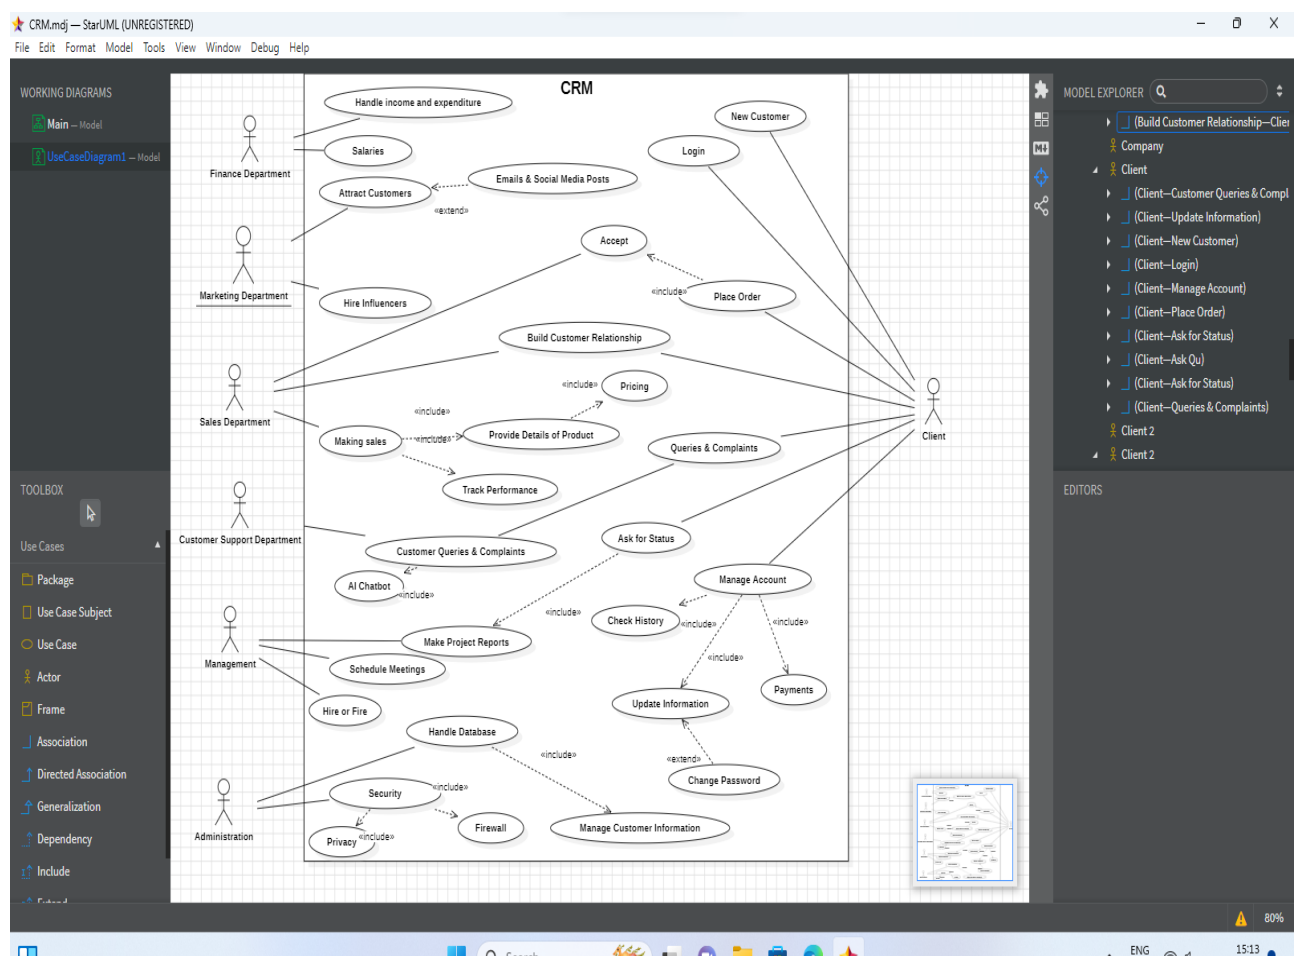 CRM.mdj — StarUML (UNREGISTERED)
File Edit Format Model Tools View Window Debug Help
WORKING DIAGRAMS
Main — Model
UseCaseDiagram1 — Model
TOOLBOX
Use Cases
Package
Use Case Subject
Use Case
Actor
Frame
Association
Directed Association
Generalization
Dependency
Include
Extend
CRM
Handle income and expenditure
New Customer
Finance Department
Salaries
Login
Attract Customers
Emails & Social Media Posts
«extend»
Accept
Marketing Department
Hire Influencers
«include»
Place Order
Build Customer Relationship
Sales Department
«include»
Pricing
«include»
Making sales
«include»
Provide Details of Product
Client
Queries & Complaints
Track Performance
Customer Support Department
Customer Queries & Complaints
Ask for Status
AI Chatbot
«include»
Manage Account
«include»
Check History
«include»
«include»
Management
Make Project Reports
«include»
Schedule Meetings
Hire or Fire
Update Information
Payments
Handle Database
«include»
«extend»
Change Password
Security
«include»
Administration
Privacy
«include»
Firewall
Manage Customer Information
MODEL EXPLORER
(Build Customer Relationship—Clie
Company
Client
(Client—Customer Queries & Compl
(Client—Update Information)
(Client—New Customer)
(Client—Login)
(Client—Manage Account)
(Client—Place Order)
(Client—Ask for Status)
(Client—Ask Qu)
(Client—Ask for Status)
(Client—Queries & Complaints)
Client 2
Client 2
EDITORS
80%
Search
ENG
15:13